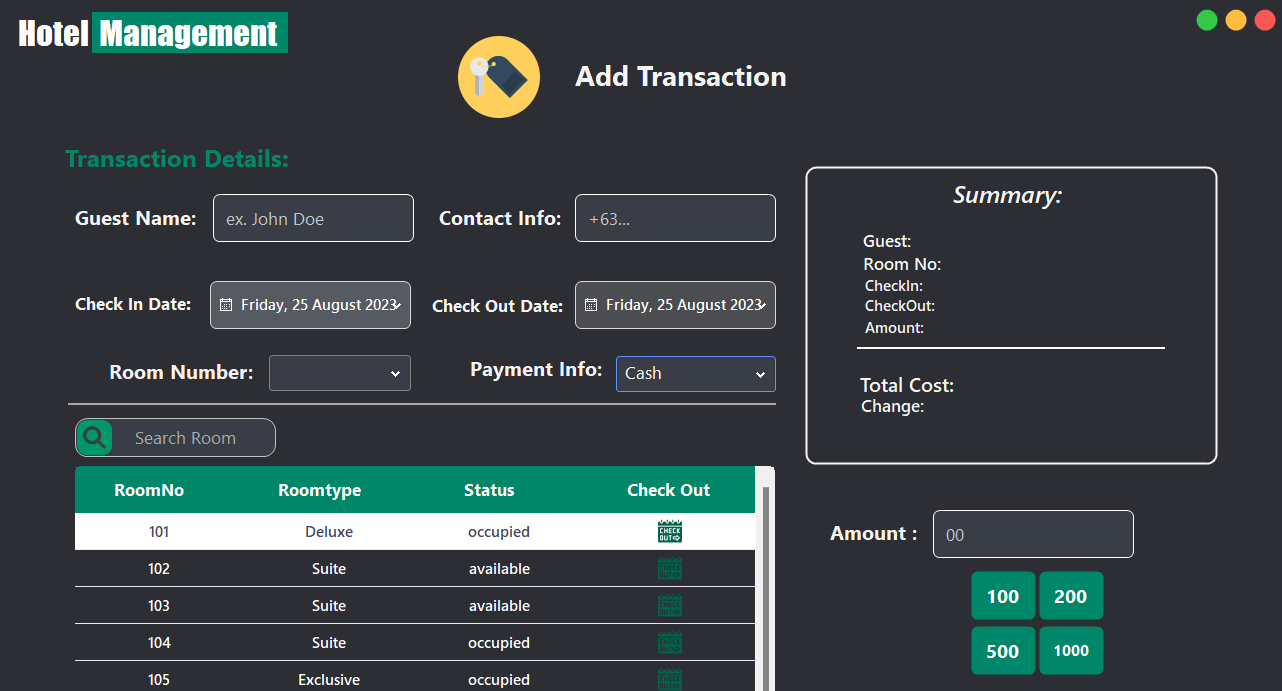 Hotel Management
Add Transaction
Transaction Details:
Guest Name: ex. John Doe Contact Info: +63...
Check In Date: Friday, 25 August 2023 Check Out Date: Friday, 25 August 2023
Room Number: Payment Info: Cash
Search Room
RoomNo Roomtype Status Check Out
101 Deluxe occupied CHECK OUT
102 Suite available CHECK OUT
103 Suite available CHECK OUT
104 Suite occupied CHECK OUT
105 Exclusive occupied
Summary:
Guest:
Room No:
CheckIn:
CheckOut:
Amount:
Total Cost:
Change:
Amount : 00
100 200
500 1000